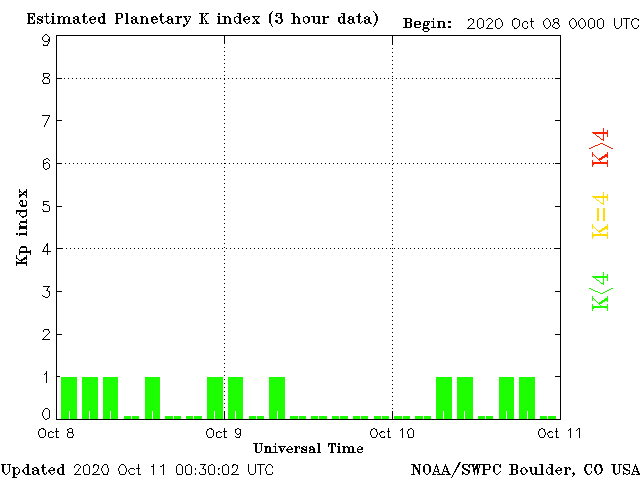 Estimated Planetary K index (3 hour data)
Begin: 2020 Oct 08 0000 UTC
9
8
7
6
5
4
3
2
1
0
Kp index
K>4
K=4
K<4
Oct 8
Oct 9
Oct 10
Oct 11
Universal Time
Updated 2020 Oct 11 00:30:02 UTC
NOAA/SWPC Boulder, CO USA